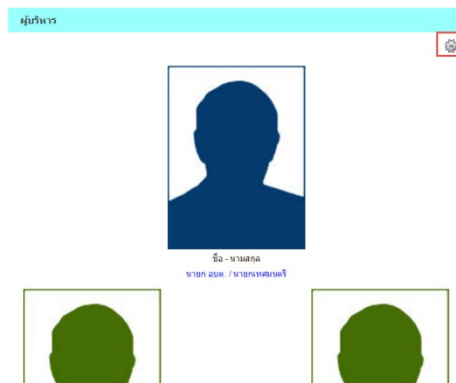 ผู้บริหาร
ชื่อ - นามสกุล
นายก อบต. / นายกเทศมนตรี